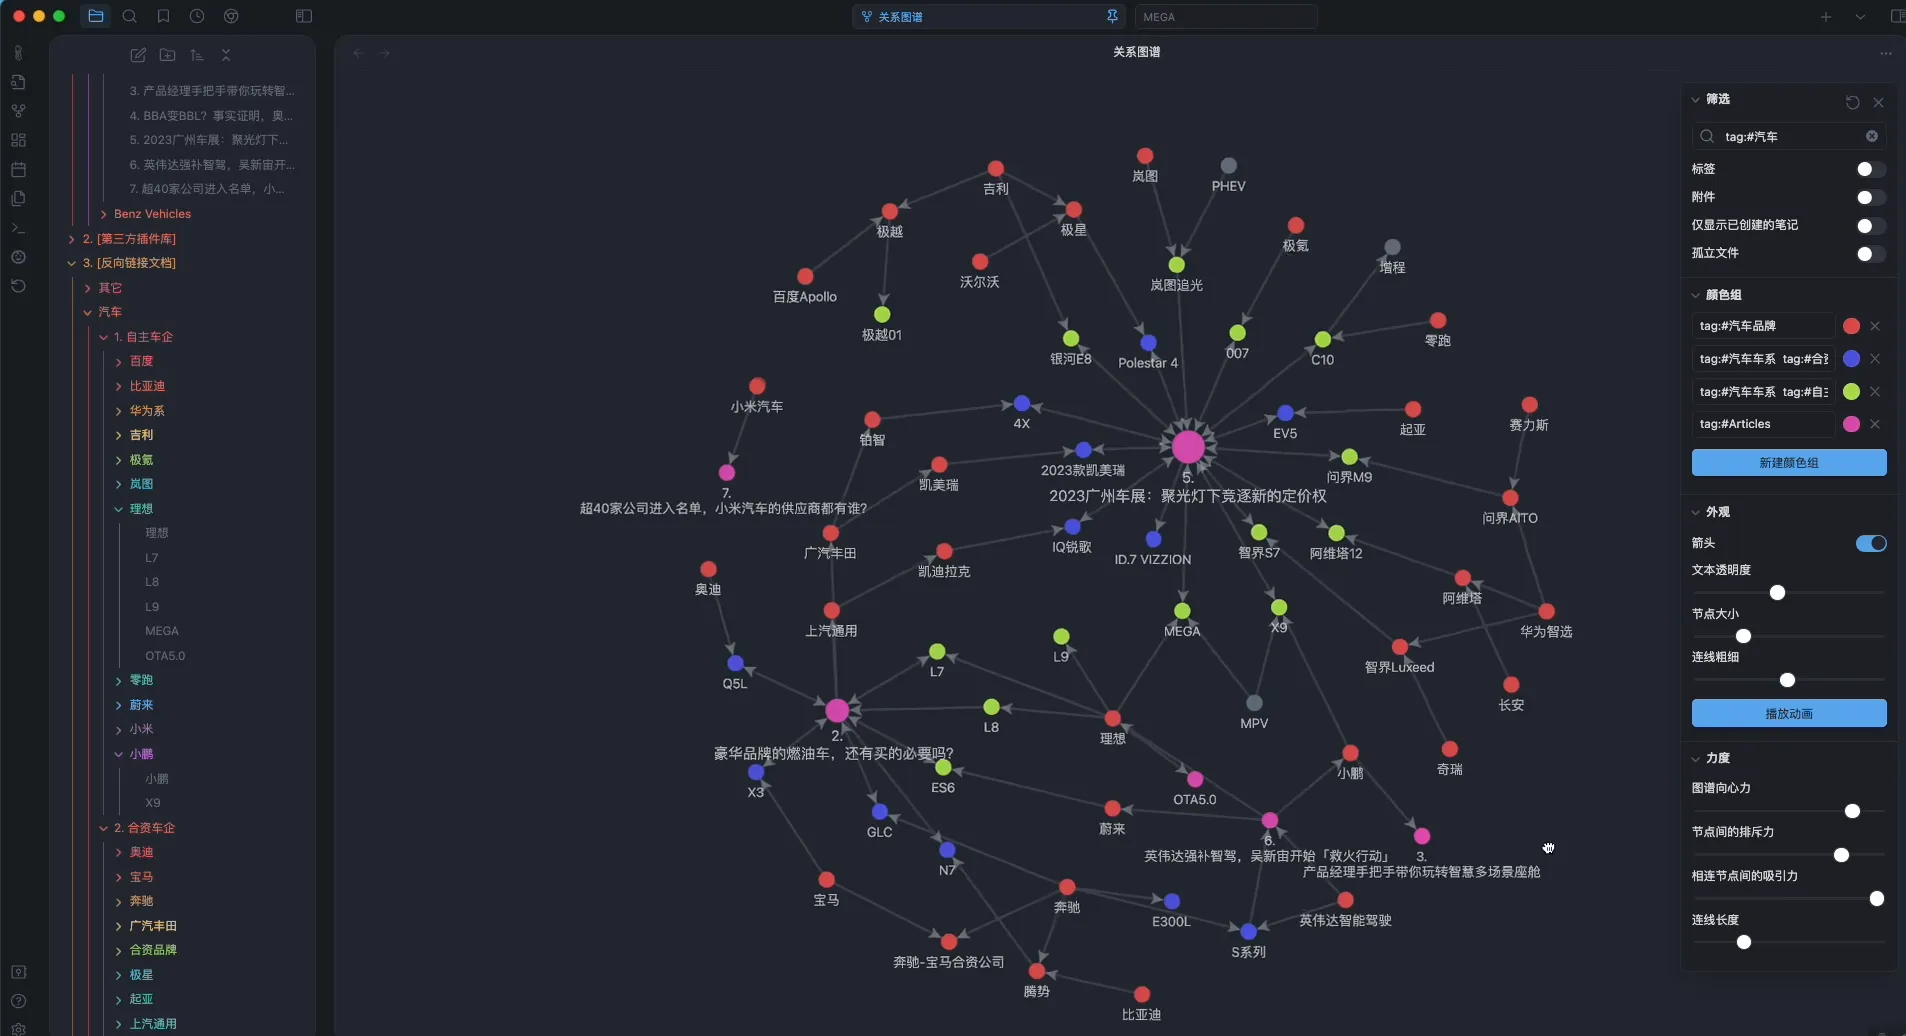 关系图谱
MEGA
3. 产品经理手把手带你玩转智...
4. BBA变BBL？事实证明，奥...
5. 2023广州车展：聚光灯下...
6. 英伟达强补智驾，吴新宙开...
7. 超40家公司进入名单，小...
Benz Vehicles
2. [第三方插件库]
3. [反向链接文档]
其它
汽车
1. 自主车企
百度
比亚迪
华为系
吉利
极氪
岚图
理想
理想
L7
L8
L9
MEGA
OTA5.0
零跑
蔚来
小米
小鹏
小鹏
X9
2. 合资车企
奥迪
宝马
奔驰
广汽丰田
合资品牌
极星
起亚
上汽通用
关系图谱
岚图
PHEV
吉利
极越
极星
极氪
增程
沃尔沃
百度Apollo
岚图追光
极越01
零跑
银河E8
Polestar 4
007
C10
小米汽车
4X
铂智
EV5
起亚
赛力斯
2023款凯美瑞
凯美瑞
问界M9
7.
超40家公司进入名单，小米汽车的供应商都有谁？
5.
2023广州车展：聚光灯下竞逐新的定价权
问界AITO
广汽丰田
IQ锐歌
ID.7 VIZZION
智界S7
阿维塔12
凯迪拉克
奥迪
阿维塔
上汽通用
MEGA
X9
华为智选
L9
L7
智界Luxeed
Q5L
长安
MPV
L8
理想
2.
豪华品牌的燃油车，还有买的必要吗？
奇瑞
小鹏
X3
ES6
OTA5.0
蔚来
GLC
6.
英伟达强补智驾，吴新宙开始「救火行动」
3.
产品经理手把手带你玩转智慧多场景座舱
N7
宝马
奔驰
E300L
英伟达智能驾驶
S系列
奔驰-宝马合资公司
腾势
比亚迪
筛选
tag:#汽车
标签
附件
仅显示已创建的笔记
孤立文件
颜色组
tag:#汽车品牌
tag:#汽车车系 tag:#合
tag:#汽车车系 tag:#自
tag:#Articles
新建颜色组
外观
箭头
文本透明度
节点大小
连线粗细
播放动画
力度
图谱向心力
节点间的排斥力
相连节点间的吸引力
连线长度